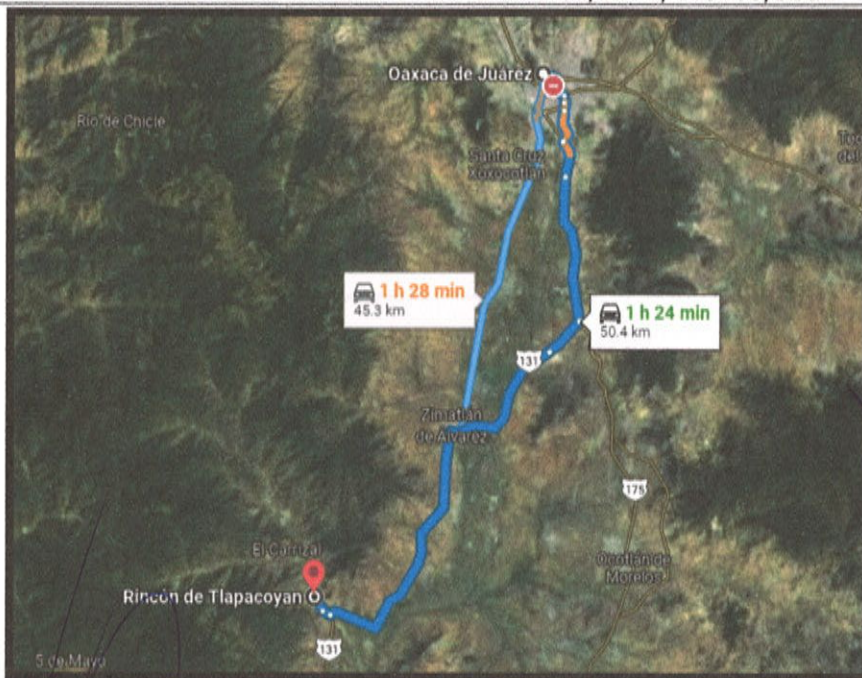 Oaxaca de Juárez
Río de Chicle
Santa Cruz
Xoxocotlán
1 h 28 min
45.3 km
1 h 24 min
50.4 km
131
Zimatlán
de Álvarez
175
Ocotlán de
Morelos
El Carrizal
Rincón de Tlapacoyan
131
5 de Mayo